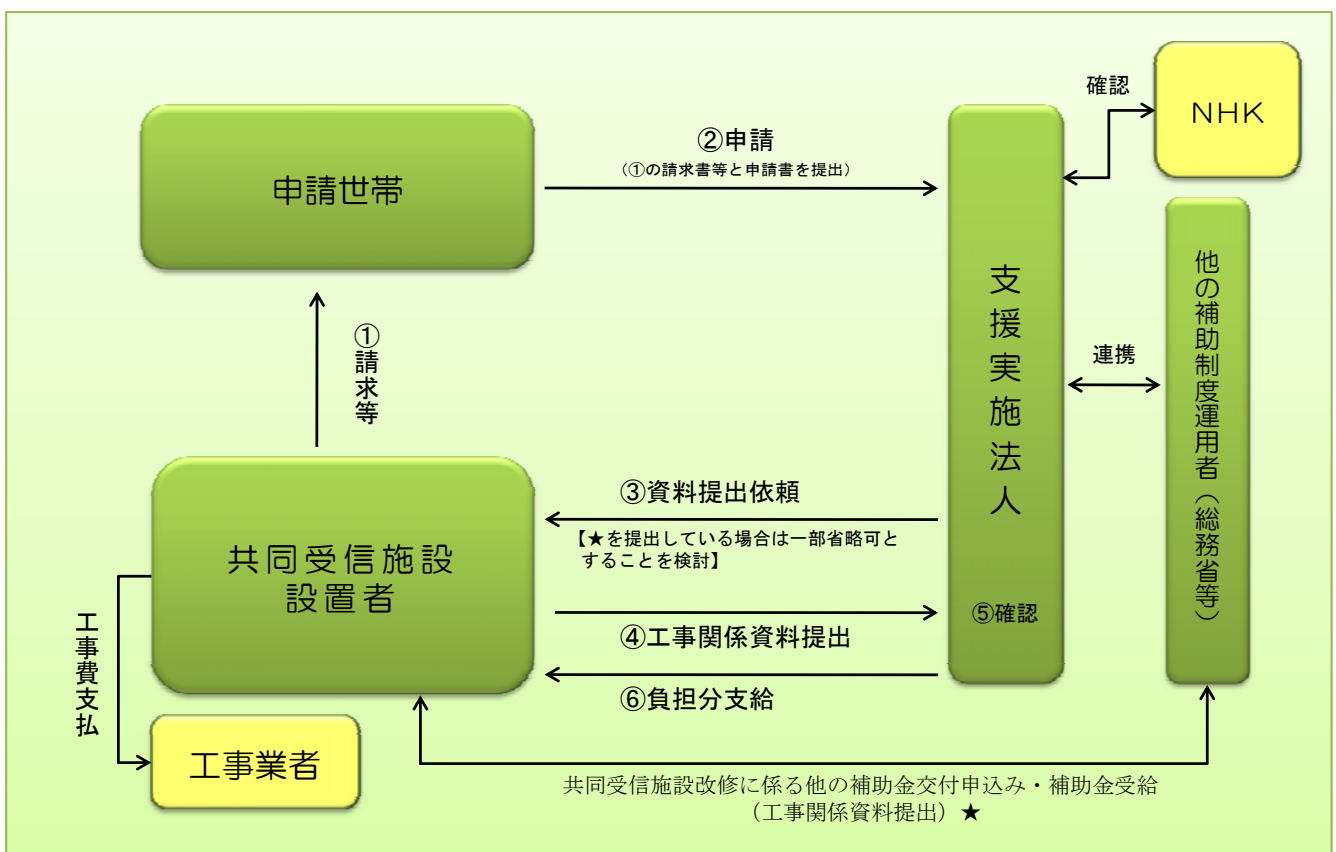 確認
NHK
申請世帯
②申請
(①の請求書等と申請書を提出)
支援実施法人
他の補助制度運用者(総務省等)
①請求等
連携
③資料提出依頼
【★を提出している場合は一部省略可と
することを検討】
共同受信施設
設置者
⑤確認
④工事関係資料提出
⑥負担分支給
工事費支払
工事業者
共同受信施設改修に係る他の補助金交付申込み・補助金受給
(工事関係資料提出)★